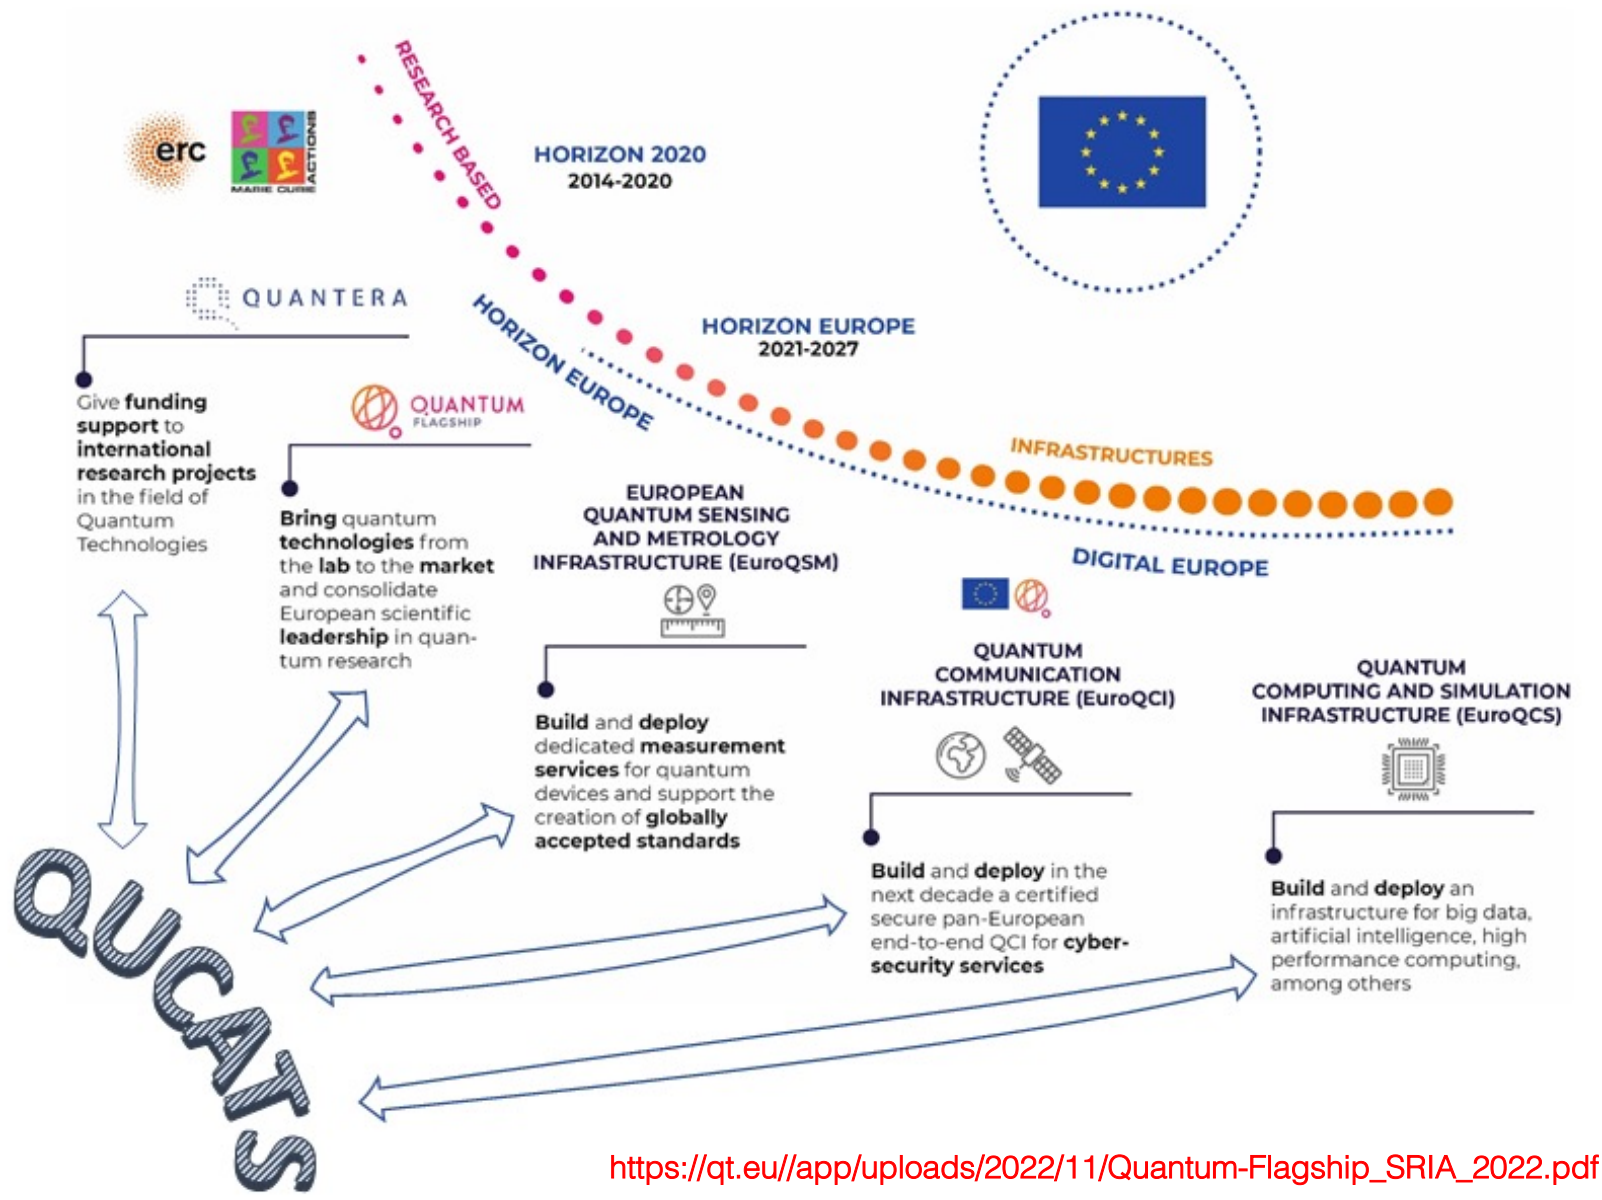 RESEARCH BASED
erc
MARIE CURIE
ACTIONS
HORIZON 2020
2014-2020
QUANTERA
Give funding
support to
international
research projects
in the field of
Quantum
Technologies
HORIZON EUROPE
HORIZON EUROPE
2021-2027
QUANTUM
FLAGSHIP
Bring quantum
technologies from
the lab to the market
and consolidate
European scientific
leadership in quan-
tum research
INFRASTRUCTURES
DIGITAL EUROPE
EUROPEAN
QUANTUM SENSING
AND METROLOGY
INFRASTRUCTURE (EuroQSM)
Build and deploy
dedicated measurement
services for quantum
devices and support the
creation of globally
accepted standards
QUANTUM
COMMUNICATION
INFRASTRUCTURE (EuroQCI)
Build and deploy in the
next decade a certified
secure pan-European
end-to-end QCI for cyber-
security services
QUANTUM
COMPUTING AND SIMULATION
INFRASTRUCTURE (EuroQCS)
Build and deploy an
infrastructure for big data,
artificial intelligence, high
performance computing,
among others
QUCATS
https://qt.eu//app/uploads/2022/11/Quantum-Flagship_SRIA_2022.pdf